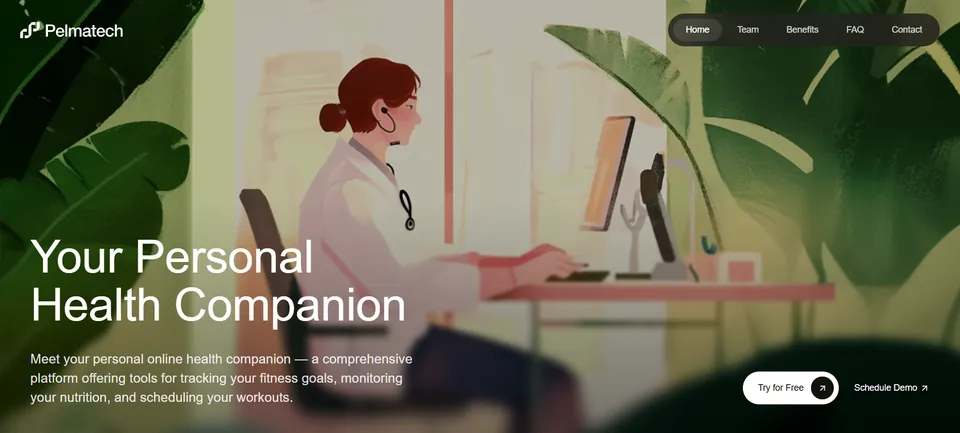 Pelmatech
Home Team Benefits FAQ Contact
Your Personal
Health Companion
Meet your personal online health companion — a comprehensive
platform offering tools for tracking your fitness goals, monitoring
your nutrition, and scheduling your workouts.
Try for Free
Schedule Demo